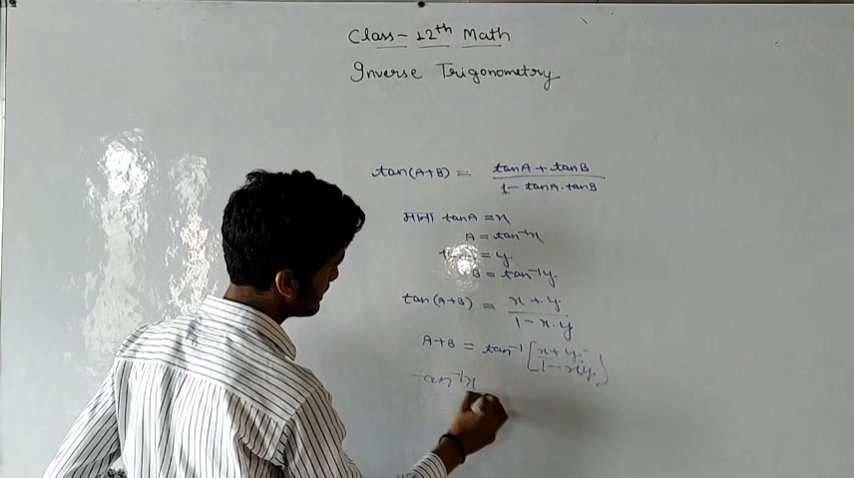 Class-12th Math
Inverse Trigonometry
tan(A+B) = tanA + tanB / 1 - tanA.tanB
माना tanA = x
A = tan⁻¹x
= y
B = tan⁻¹y
tan(A+B) = x + y / 1 - x.y
A+B = tan⁻¹ [x + y / 1 - x.y]
tan⁻¹x